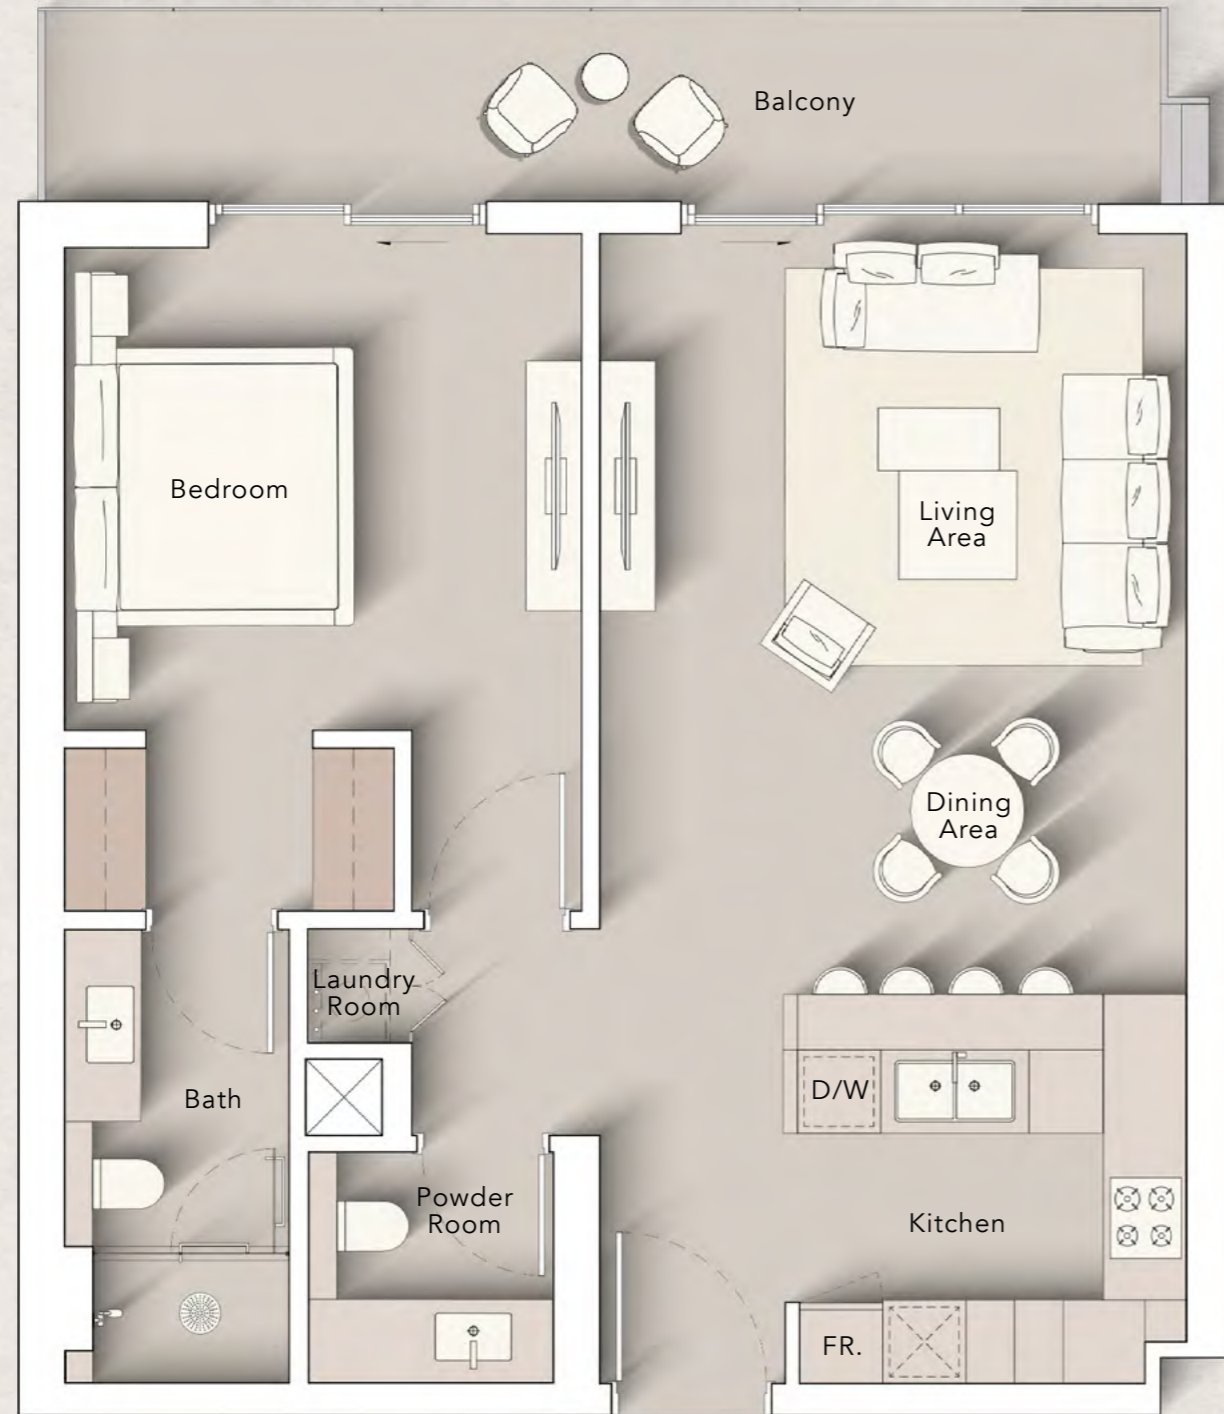 Balcony
Bedroom
Living
Area
Dining
Area
Laundry
Room
D/W
Bath
Powder
Room
Kitchen
FR.